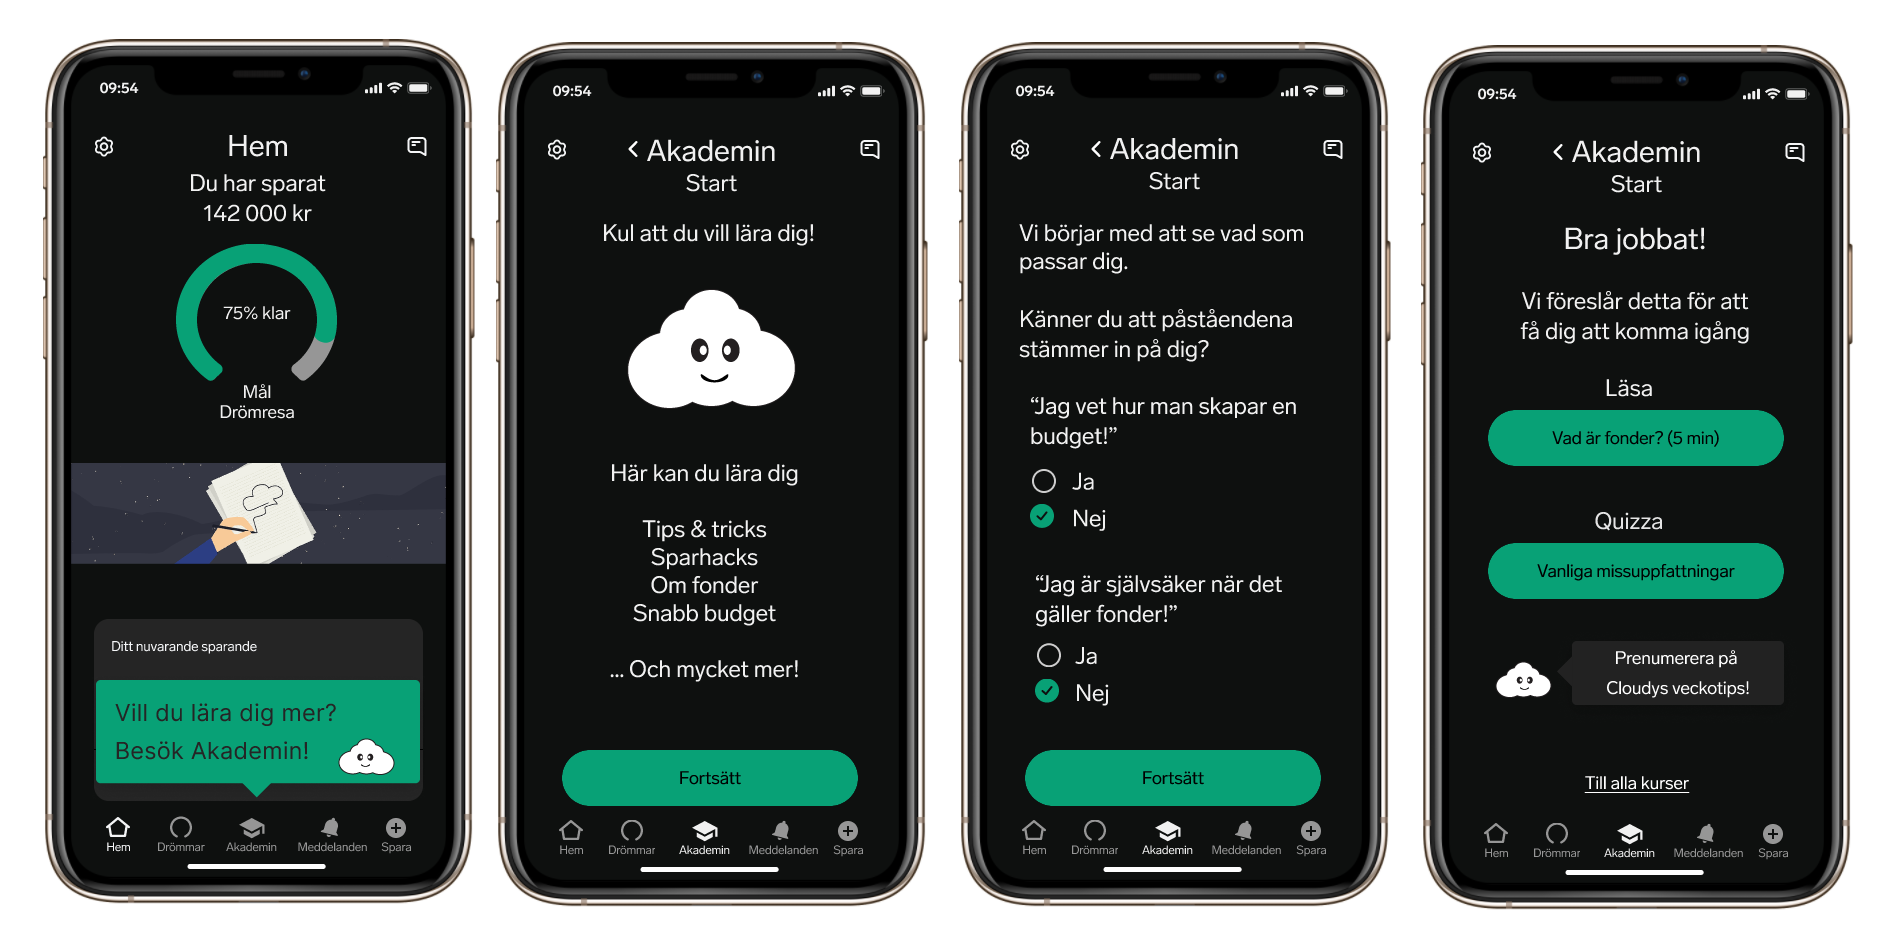 09:54
Hem
Du har sparat
142 000 kr
75% klar
Mål
Drömresa
Ditt nuvarande sparande
Vill du lära dig mer?
Besök Akademin!
Hem
Drömmar
Akademin
Meddelanden
Spara
09:54
Akademin
Start
Kul att du vill lära dig!
Här kan du lära dig
Tips & tricks
Sparhacks
Om fonder
Snabb budget
... Och mycket mer!
Fortsätt
Hem
Drömmar
Akademin
Meddelanden
Spara
09:54
Akademin
Start
Vi börjar med att se vad som
passar dig.
Känner du att påståendena
stämmer in på dig?
“Jag vet hur man skapar en
budget!”
Ja
Nej
“Jag är självsäker när det
gäller fonder!”
Ja
Nej
Fortsätt
Hem
Drömmar
Akademin
Meddelanden
Spara
09:54
Akademin
Start
Bra jobbat!
Vi föreslår detta för att
få dig att komma igång
Läsa
Vad är fonder? (5 min)
Quizza
Vanliga missuppfattningar
Prenumerera på
Cloudys veckotips!
Till alla kurser
Hem
Drömmar
Akademin
Meddelanden
Spara